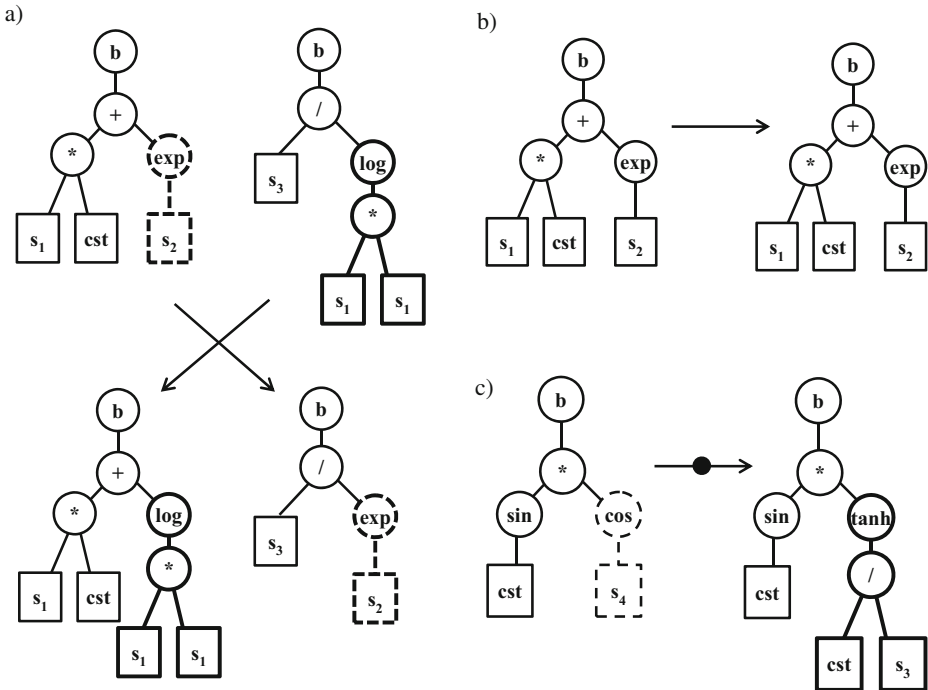 a)
b b
+ /
* exp s₃ log
s₁ cst s₂ *
s₁ s₁
b b
+ /
* log s₃ exp
s₁ cst * s₂
s₁ s₁
b)
b b
+ +
* exp * exp
s₁ cst s₂ s₁ cst s₂
c)
b b
* *
sin cos sin tanh
cst s₄ cst /
cst s₃